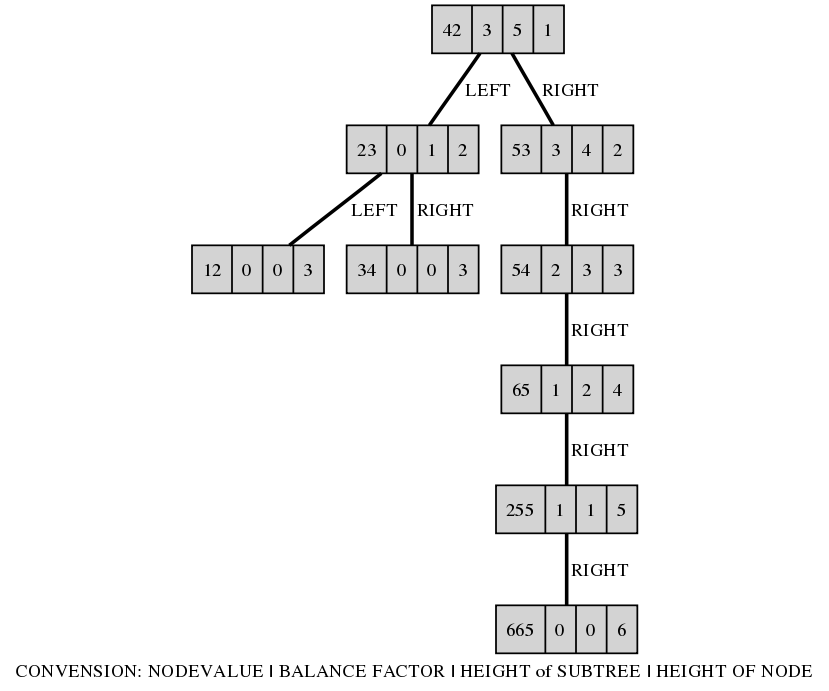 42 3 5 1
LEFT RIGHT
23 0 1 2 53 3 4 2
LEFT RIGHT RIGHT
12 0 0 3 34 0 0 3 54 2 3 3
RIGHT
65 1 2 4
RIGHT
255 1 1 5
RIGHT
665 0 0 6
CONVENSION: NODEVALUE | BALANCE FACTOR | HEIGHT of SUBTREE | HEIGHT OF NODE